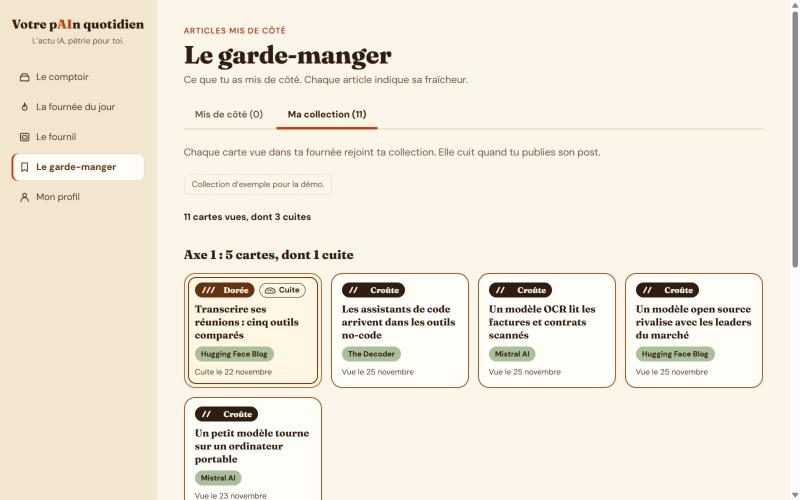 Votre pAIn quotidien
L'actu IA, pétrie pour toi.
Le comptoir
La fournée du jour
Le fournil
Le garde-manger
Mon profil
ARTICLES MIS DE CÔTÉ
Le garde-manger
Ce que tu as mis de côté. Chaque article indique sa fraîcheur.
Mis de côté (0)
Ma collection (11)
Chaque carte vue dans ta fournée rejoint ta collection. Elle cuit quand tu publies son post.
Collection d'exemple pour la démo.
11 cartes vues, dont 3 cuites
Axe 1 : 5 cartes, dont 1 cuite
/// Dorée
Cuite
Transcrire ses
réunions : cinq outils
comparés
Hugging Face Blog
Cuite le 22 novembre
// Croûte
Les assistants de code
arrivent dans les outils
no-code
The Decoder
Vue le 25 novembre
// Croûte
Un modèle OCR lit les
factures et contrats
scannés
Mistral AI
Vue le 25 novembre
// Croûte
Un modèle open source
rivalise avec les leaders
du marché
Hugging Face Blog
Vue le 25 novembre
// Croûte
Un petit modèle tourne
sur un ordinateur
portable
Mistral AI
Vue le 23 novembre